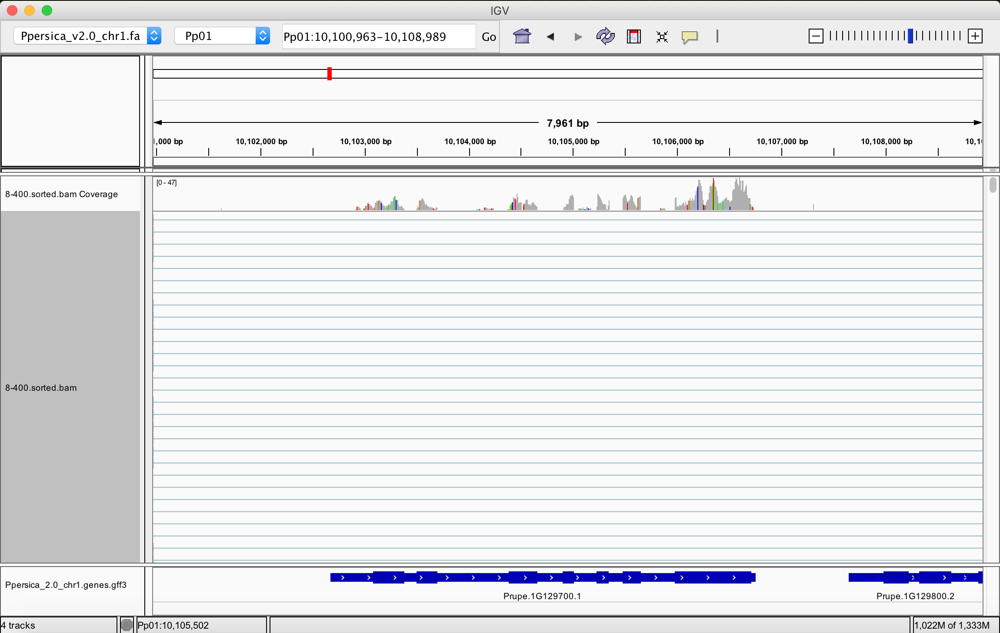 IGV
Ppersica_v2.0_chr1.fa Pp01 Pp01:10,100,963-10,108,989 Go
7,961 bp
,000 bp 10,102,000 bp 10,103,000 bp 10,104,000 bp 10,105,000 bp 10,106,000 bp 10,107,000 bp 10,108,000 bp 10,1
[0 - 47]
8-400.sorted.bam Coverage
8-400.sorted.bam
Ppersica_2.0_chr1.genes.gff3
Prupe.1G129700.1 Prupe.1G129800.2
4 tracks Pp01:10,105,502 1,022M of 1,333M